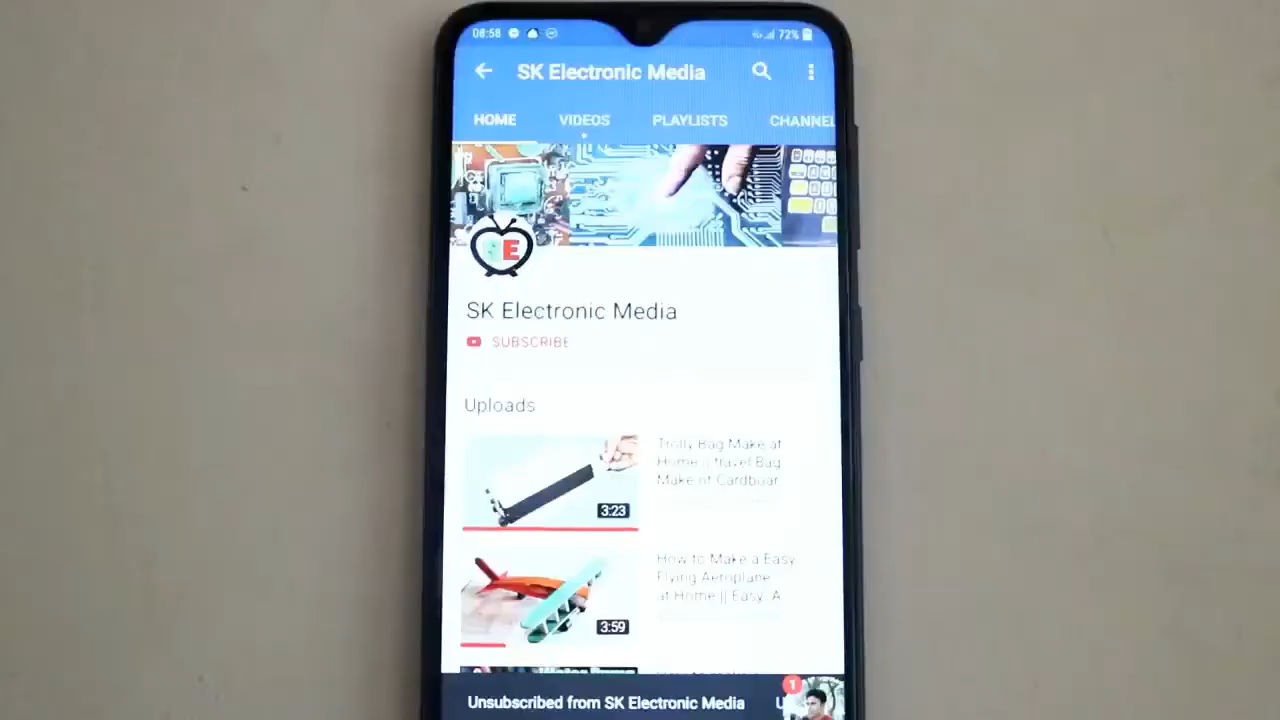 08:58
72%
SK Electronic Media
HOME
VIDEOS
PLAYLISTS
CHANNEL
SE
SK Electronic Media
SUBSCRIBE
Uploads
3:23
Trolly Bag Make at
Home || travel Bag
Make of Cardboar
3:59
How to Make a Easy
Flying Aeroplane
at Home || Easy A
Unsubscribed from SK Electronic Media
U
1